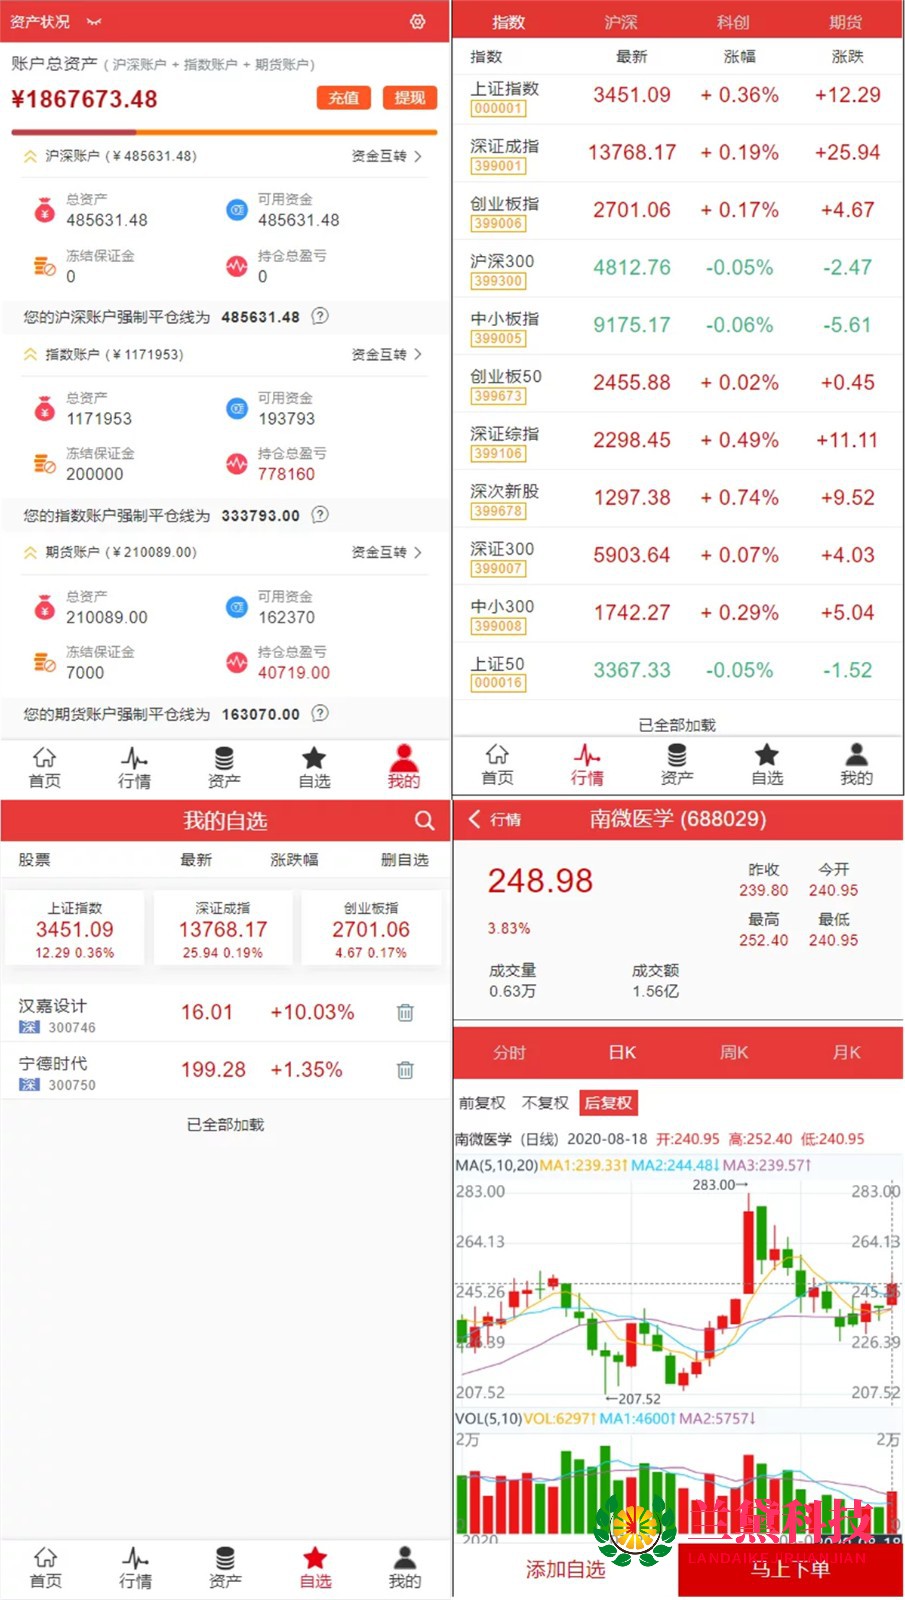 资产状况
账户总资产 ( 沪深账户 + 指数账户 + 期货账户)
¥1867673.48
充值
提现
沪深账户 (¥485631.48)
资金互转
总资产
485631.48
可用资金
485631.48
冻结保证金
0
持仓总盈亏
0
您的沪深账户强制平仓线为 485631.48 ?
指数账户 (¥1171953)
资金互转
总资产
1171953
可用资金
193793
冻结保证金
200000
持仓总盈亏
778160
您的指数账户强制平仓线为 333793.00 ?
期货账户 (¥210089.00)
资金互转
总资产
210089.00
可用资金
162370
冻结保证金
7000
持仓总盈亏
40719.00
您的期货账户强制平仓线为 163070.00 ?
首页 行情 资产 自选 我的
指数 沪深 科创 期货
指数 最新 涨幅 涨跌
上证指数 3451.09 + 0.36% +12.29
000001
深证成指 13768.17 + 0.19% +25.94
399001
创业板指 2701.06 + 0.17% +4.67
399006
沪深300 4812.76 -0.05% -2.47
399300
中小板指 9175.17 -0.06% -5.61
399005
创业板50 2455.88 + 0.02% +0.45
399673
深证综指 2298.45 + 0.49% +11.11
399106
深次新股 1297.38 + 0.74% +9.52
399678
深证300 5903.64 + 0.07% +4.03
399007
中小300 1742.27 + 0.29% +5.04
399008
上证50 3367.33 -0.05% -1.52
000016
已全部加载
首页 行情 资产 自选 我的
我的自选
股票 最新 涨跌幅 删自选
上证指数
3451.09
12.29 0.36%
深证成指
13768.17
25.94 0.19%
创业板指
2701.06
4.67 0.17%
汉嘉设计 16.01 +10.03%
深 300746
宁德时代 199.28 +1.35%
深 300750
已全部加载
首页 行情 资产 自选 我的
行情
南微医学 (688029)
248.98
3.83%
昨收 今开
239.80 240.95
最高 最低
252.40 240.95
成交量 成交额
0.63万 1.56亿
分时 日K 周K 月K
前复权 不复权 后复权
南微医学 (日线) 2020-08-18 开:240.95 高:252.40 低:240.95
MA(5,10,20)MA1:239.33↑MA2:244.48↓MA3:239.57↑
283.00→
283.00 283.00
264.13 264.13
245.26 245.26
226.39 226.39
207.52 207.52
←207.52
VOL(5,10)VOL:6297↑MA1:4600↑MA2:5757↓
2万 2万
2020
2020-08-18
兰黛科技
LANDAIKEJIRUANJIAN
添加自选
马上下单